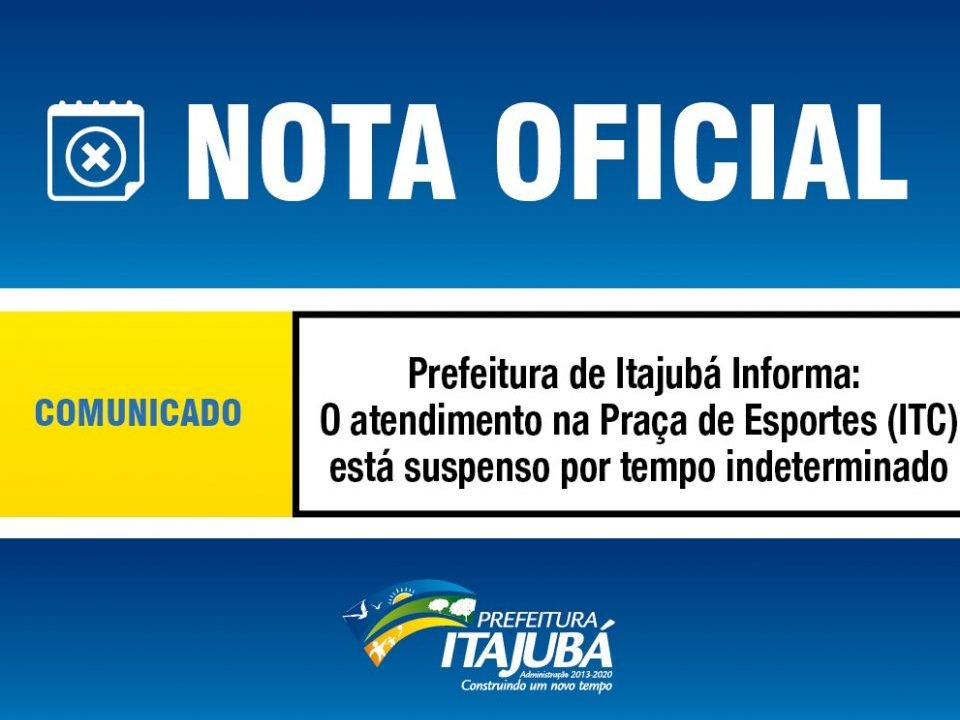 NOTA OFICIAL
COMUNICADO
Prefeitura de Itajubá Informa:
O atendimento na Praça de Esportes (ITC)
está suspenso por tempo indeterminado
PREFEITURA
ITAJUBÁ
Administração 2013-2020
Construindo um novo tempo